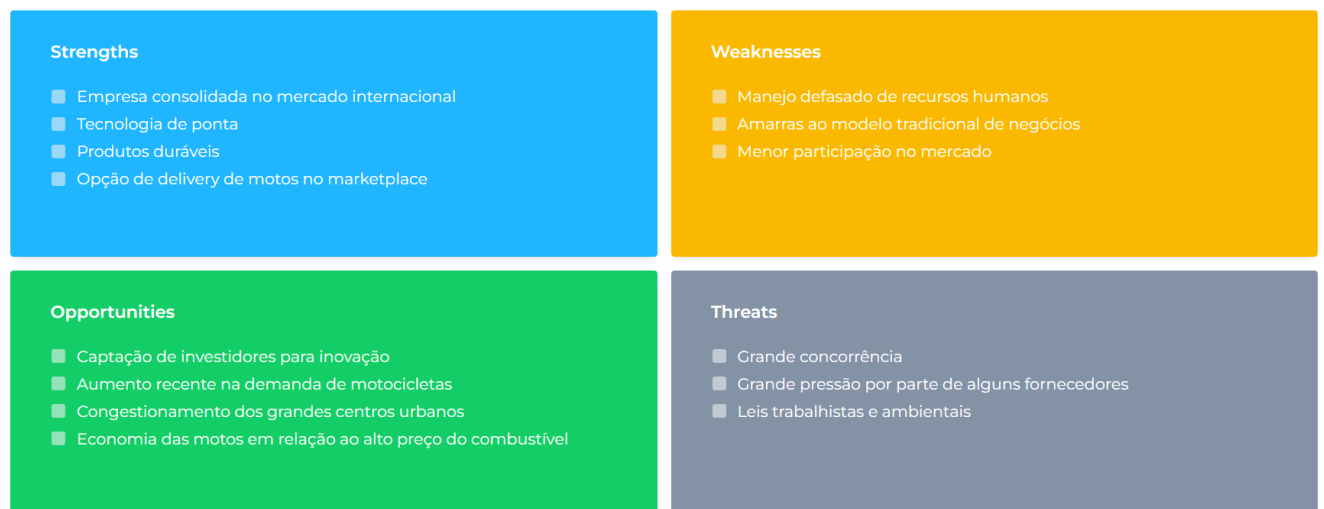 Strengths
Empresa consolidada no mercado internacional
Tecnologia de ponta
Produtos duráveis
Opção de delivery de motos no marketplace
Weaknesses
Manejo defasado de recursos humanos
Amarras ao modelo tradicional de negócios
Menor participação no mercado
Opportunities
Captação de investidores para inovação
Aumento recente na demanda de motocicletas
Congestionamento dos grandes centros urbanos
Economia das motos em relação ao alto preço do combustível
Threats
Grande concorrência
Grande pressão por parte de alguns fornecedores
Leis trabalhistas e ambientais